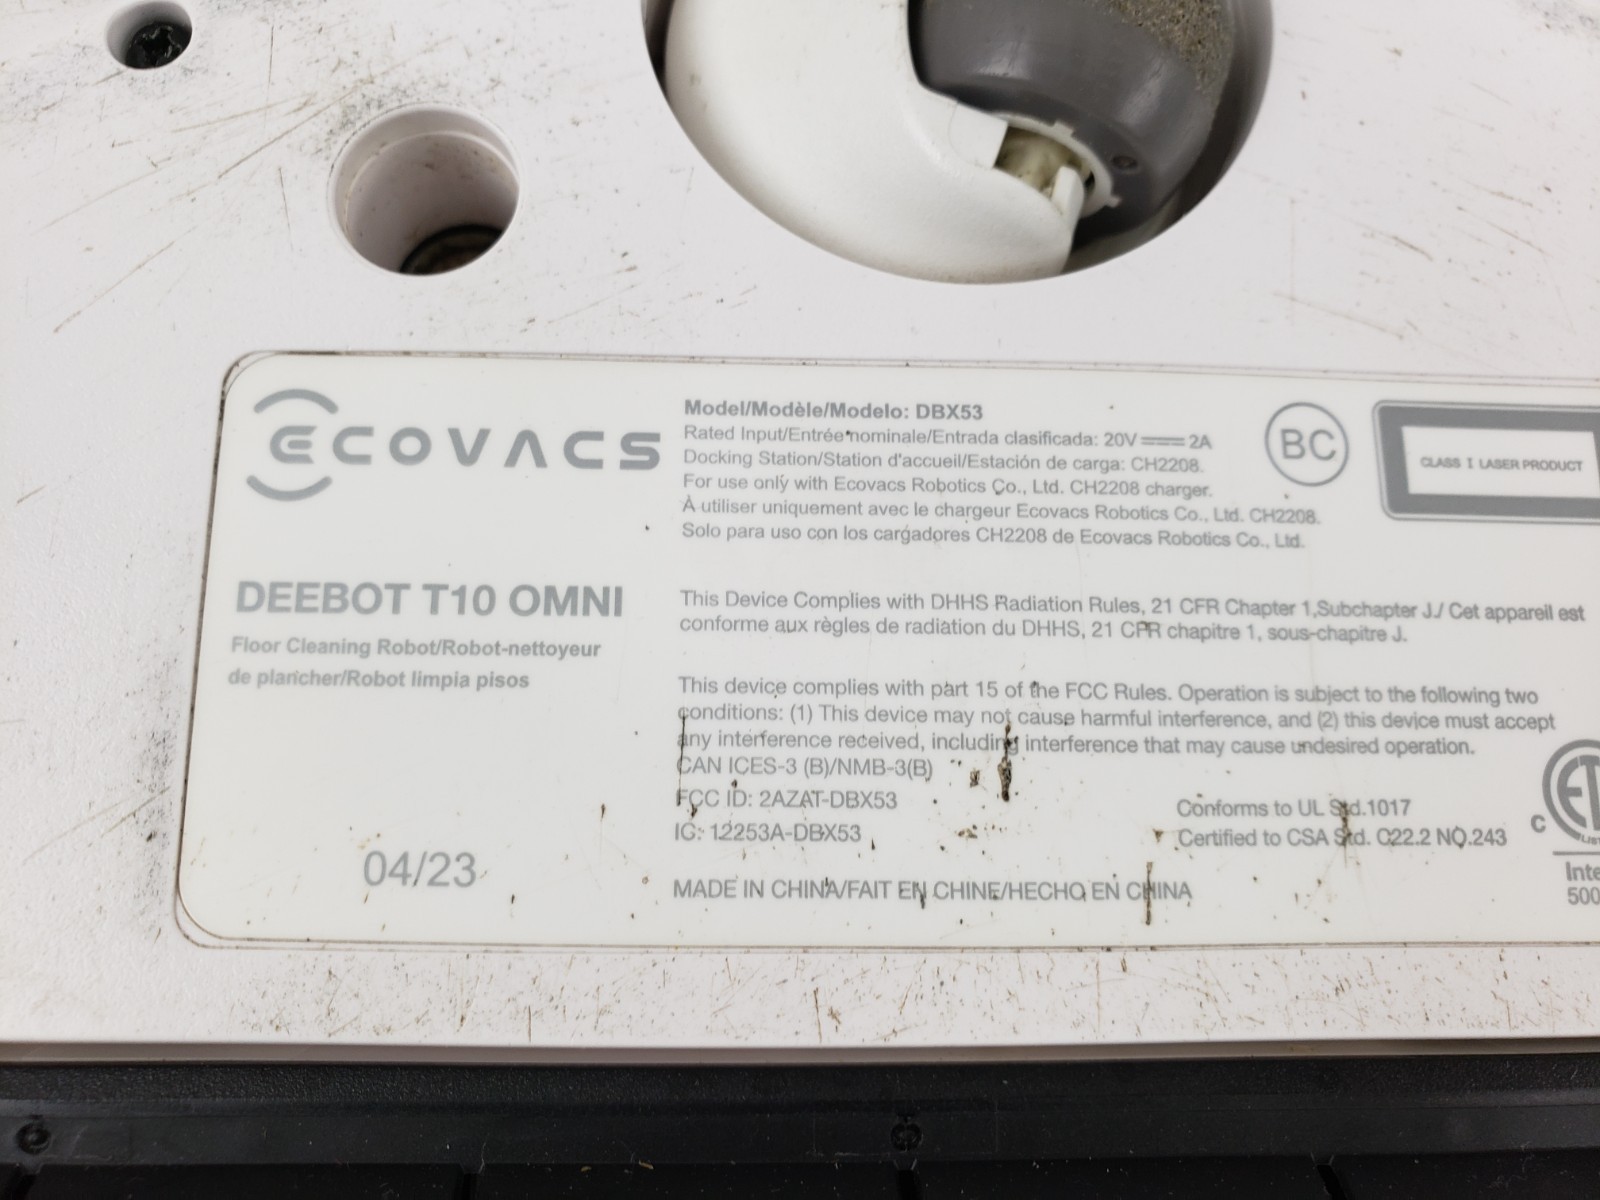 ECOVACS
DEEBOT T10 OMNI
Floor Cleaning Robot/Robot-nettoyeur
de plancher/Robot limpia pisos
04/23
Model/Modèle/Modelo: DBX53
Rated Input/Entrée nominale/Entrada clasificada: 20V ⎓ 2A
Docking Station/Station d'accueil/Estación de carga: CH2208.
For use only with Ecovacs Robotics Co., Ltd. CH2208 charger.
À utiliser uniquement avec le chargeur Ecovacs Robotics Co., Ltd. CH2208.
Solo para uso con los cargadores CH2208 de Ecovacs Robotics Co., Ltd.
BC
CLASS I LASER PRODUCT
This Device Complies with DHHS Radiation Rules, 21 CFR Chapter 1,Subchapter J./ Cet appareil est
conforme aux règles de radiation du DHHS, 21 CFR chapitre 1, sous-chapitre J.
This device complies with part 15 of the FCC Rules. Operation is subject to the following two
conditions: (1) This device may not cause harmful interference, and (2) this device must accept
any interference received, including interference that may cause undesired operation.
CAN ICES-3 (B)/NMB-3(B)
FCC ID: 2AZAT-DBX53
IC: 12253A-DBX53
MADE IN CHINA/FAIT EN CHINE/HECHO EN CHINA
Conforms to UL Std.1017
Certified to CSA Std. C22.2 NO.243
C
Inte
500